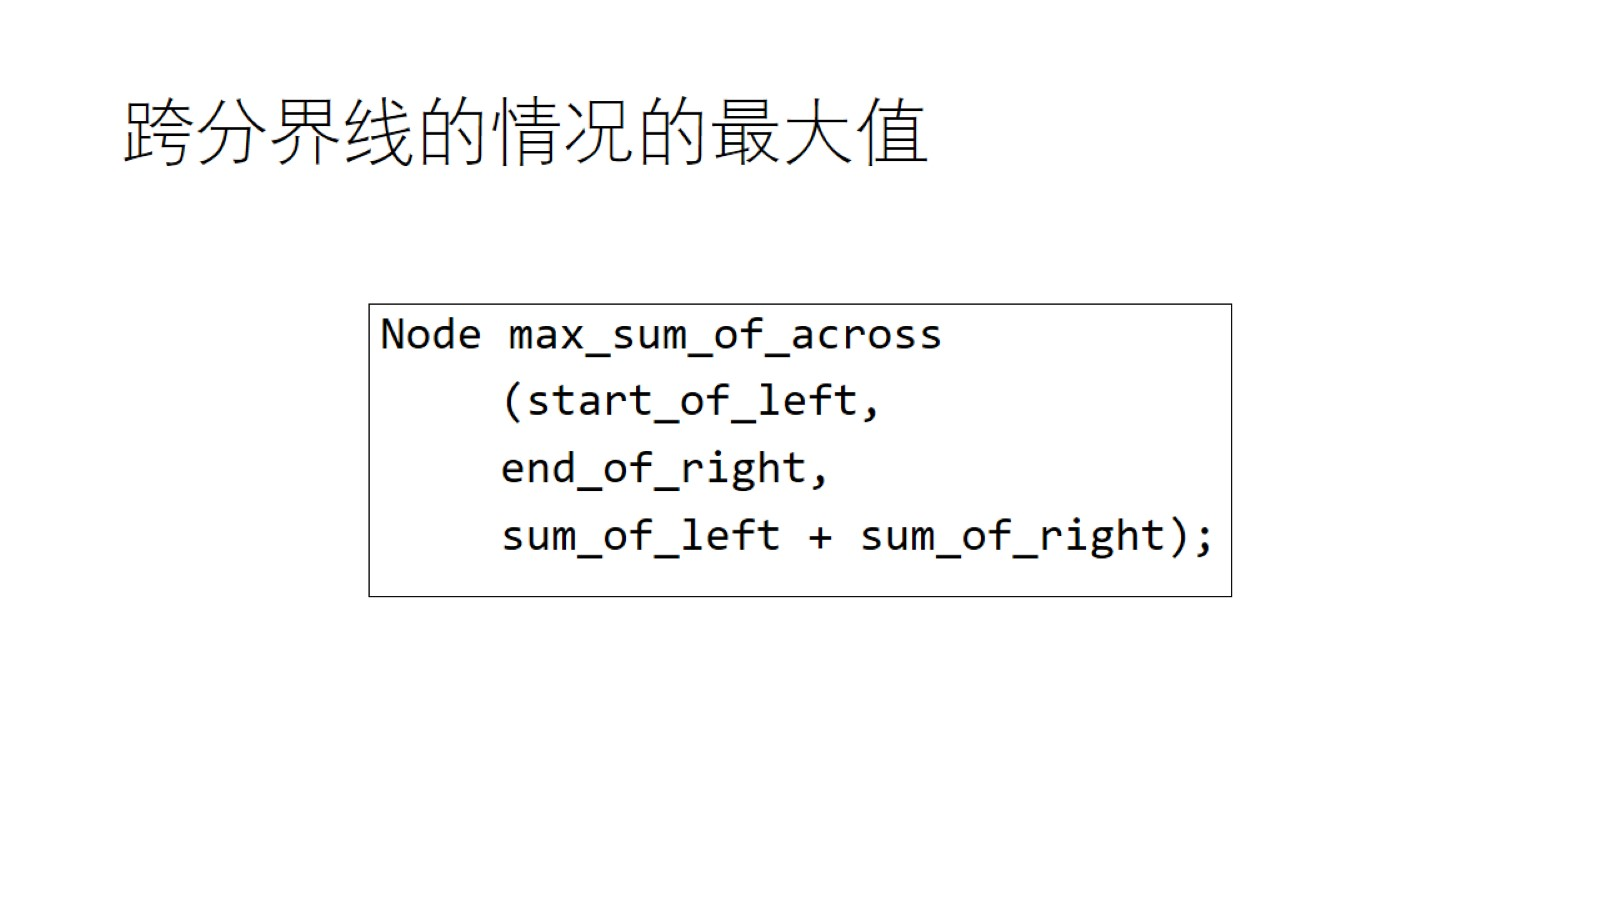 跨分界线的情况的最大值
Node max_sum_of_across
(start_of_left,
end_of_right,
sum_of_left + sum_of_right);